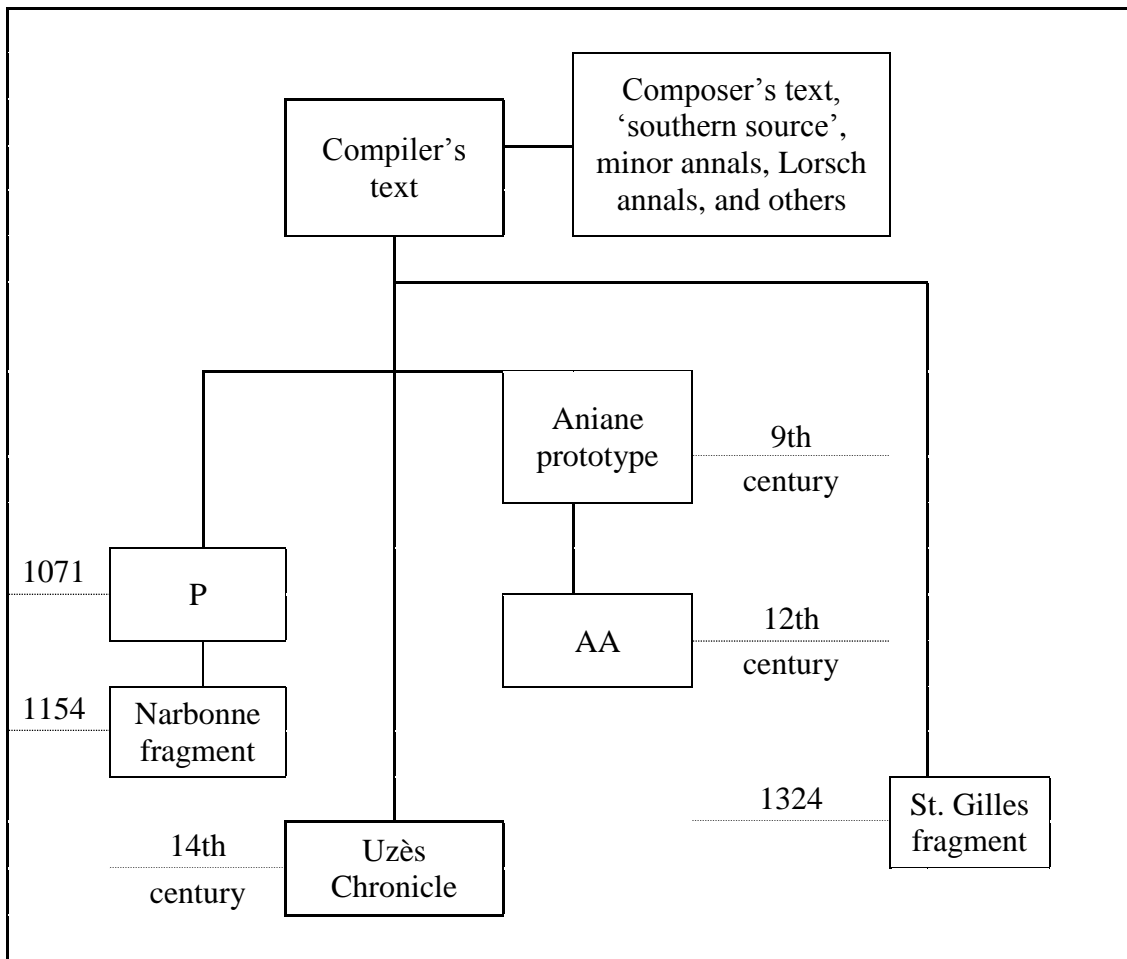 Composer’s text,
‘southern source’,
minor annals, Lorsch
annals, and others
Compiler’s
text
Aniane
prototype
9th
century
1071
P
AA
12th
century
1154
Narbonne
fragment
1324
St. Gilles
fragment
14th
century
Uzès
Chronicle